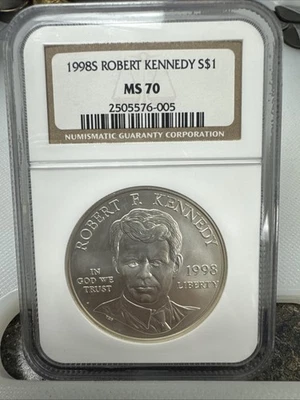 1998S ROBERT KENNEDY S$1
MS 70
2505576-005
NUMISMATIC GUARANTY CORPORATION
ROBERT F. KENNEDY
IN
GOD WE
TRUST
1998
LIBERTY